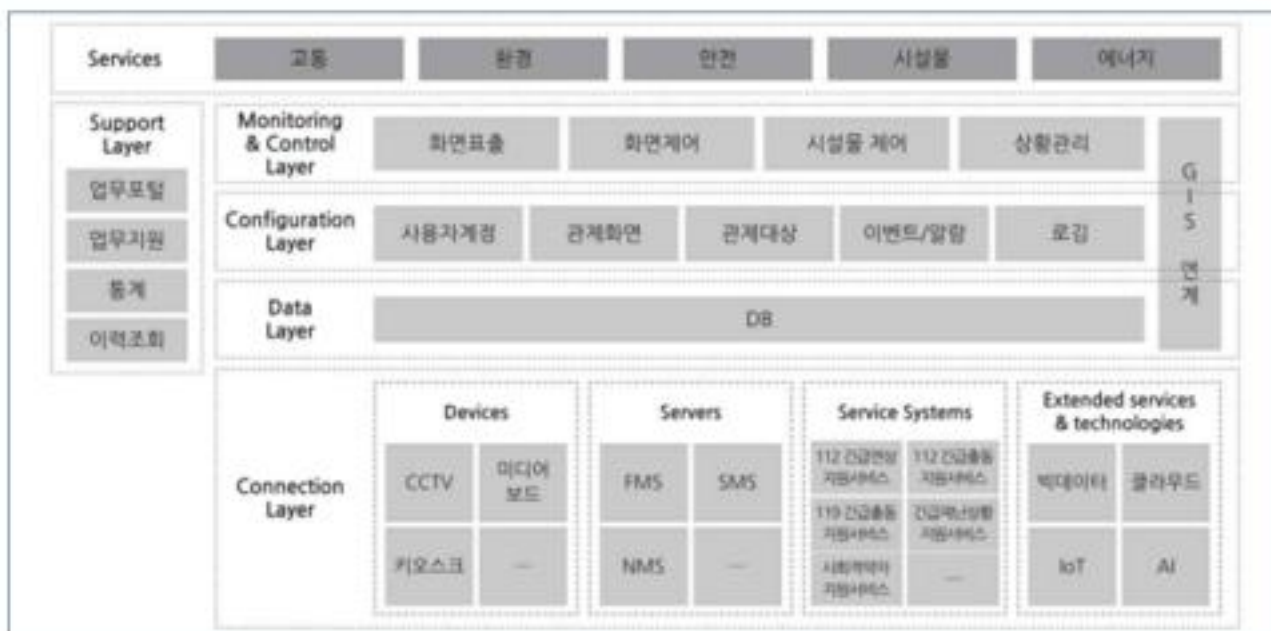 Services
교통
환경
안전
시설물
에너지
Support
Layer
업무포털
업무지원
통계
이력조회
Monitoring
& Control
Layer
화면표출
화면제어
시설물 제어
상황관리
Configuration
Layer
사용자계정
관제화면
관제대상
이벤트/알람
로깅
Data
Layer
DB
GIS 연계
Connection
Layer
Devices
CCTV
미디어
보드
키오스크
...
Servers
FMS
SMS
NMS
...
Service Systems
112 긴급영상
지원서비스
112 긴급출동
지원서비스
119 긴급출동
지원서비스
긴급재난상황
지원서비스
사회적약자
지원서비스
...
Extended services
& technologies
빅데이터
클라우드
IoT
AI